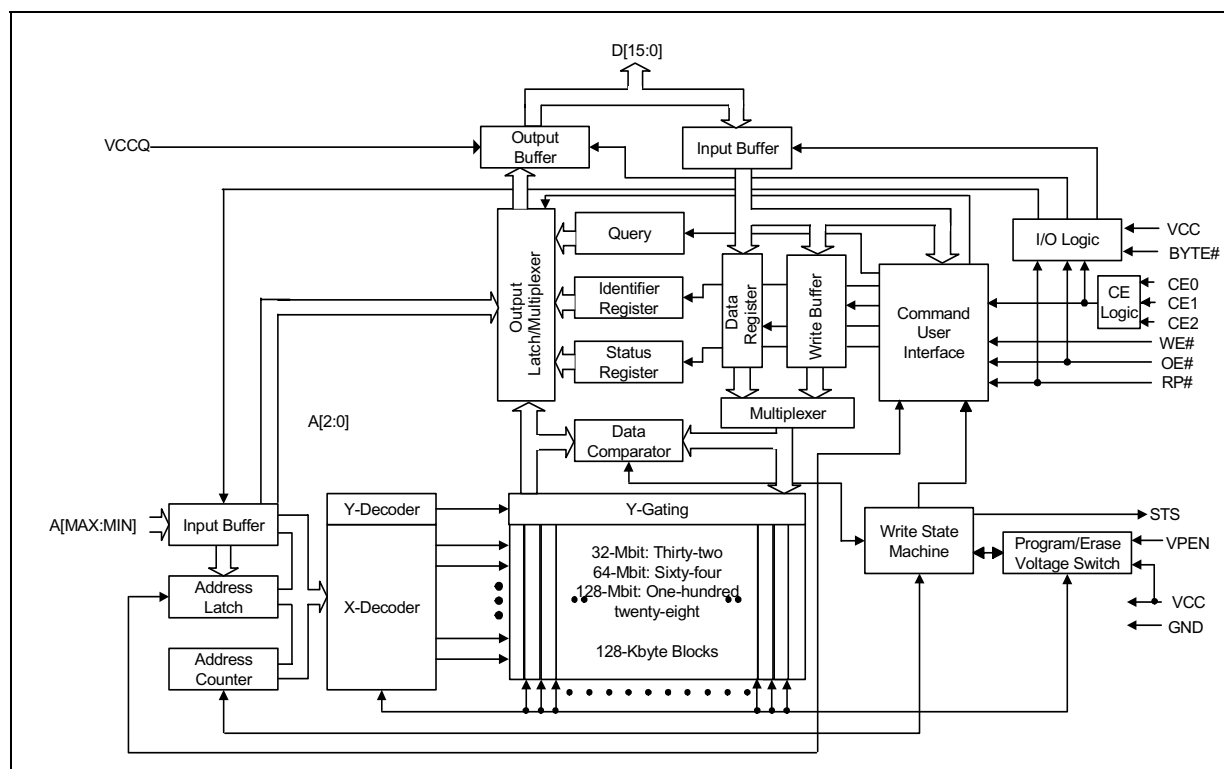 D[15:0]
VCCQ
Output
Buffer
Input Buffer
Output
Latch/Multiplexer
Query
Identifier
Register
Status
Register
Data
Register
Write Buffer
Command
User
Interface
I/O Logic
VCC
BYTE#
CE
Logic
CE0
CE1
CE2
WE#
OE#
RP#
Multiplexer
Data
Comparator
A[2:0]
A[MAX:MIN]
Input Buffer
Y-Decoder
Y-Gating
Address
Latch
X-Decoder
32-Mbit: Thirty-two
64-Mbit: Sixty-four
128-Mbit: One-hundred
twenty-eight
128-Kbyte Blocks
Address
Counter
Write State
Machine
Program/Erase
Voltage Switch
STS
VPEN
VCC
GND